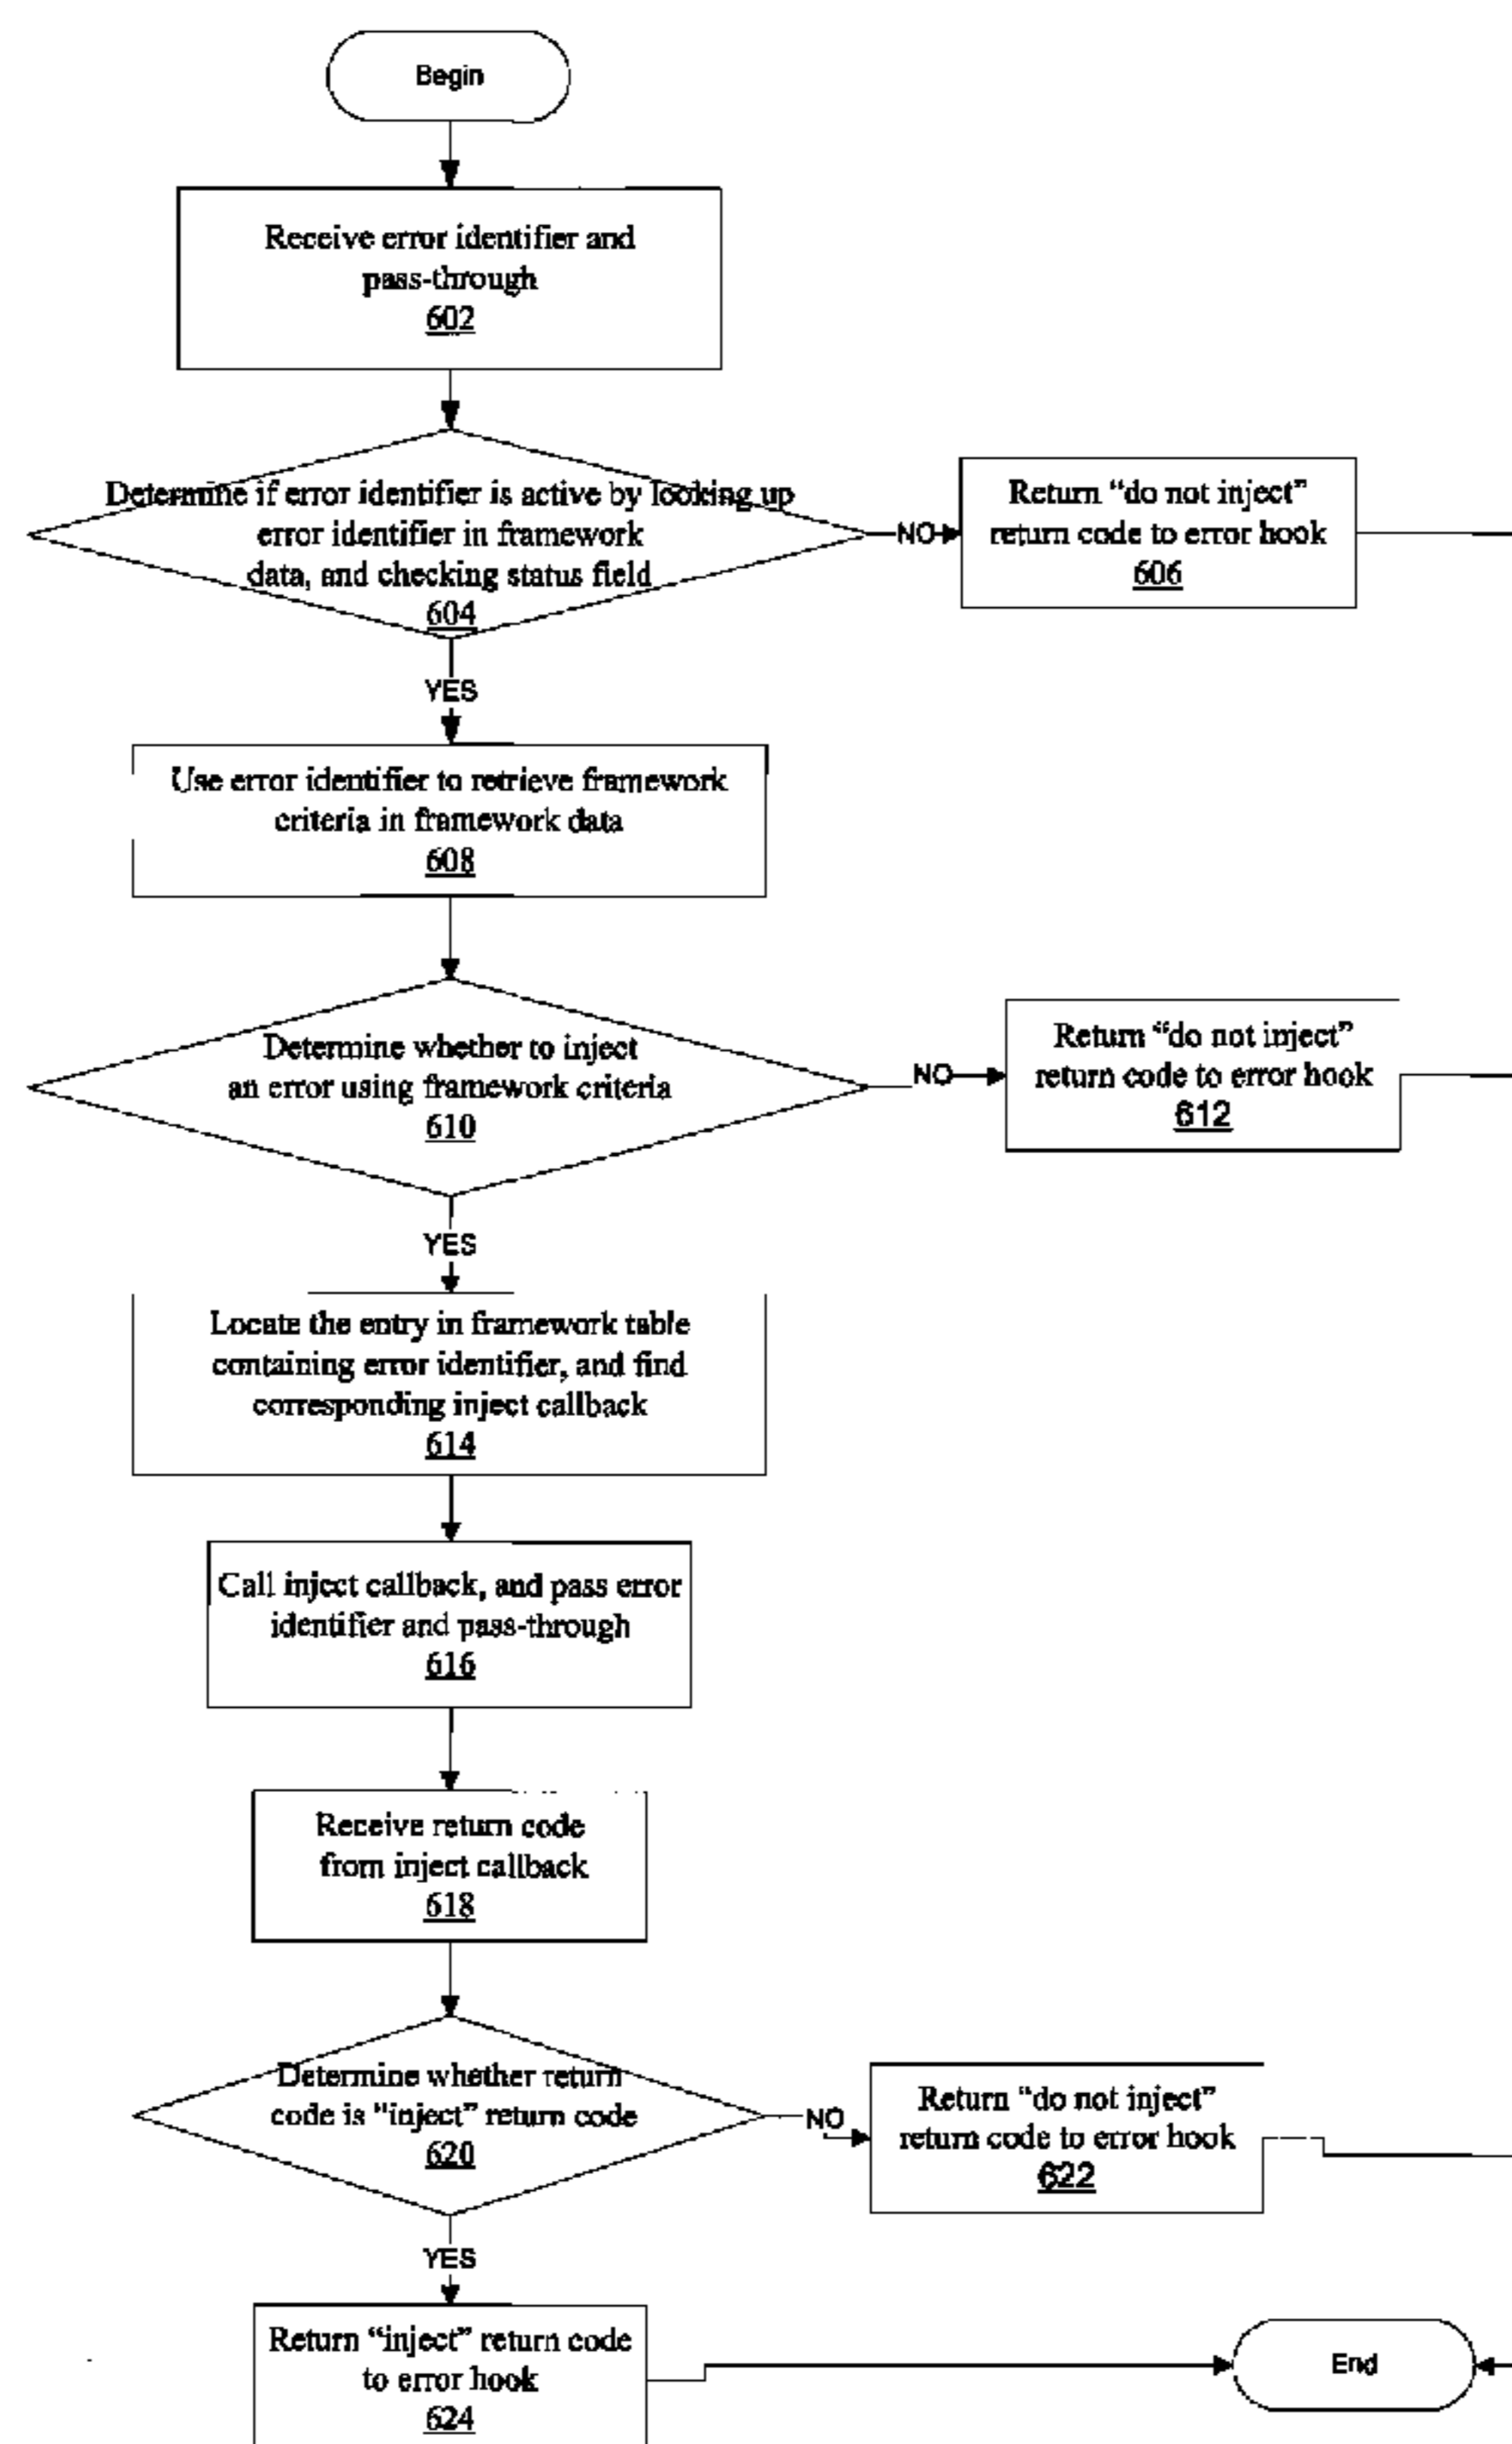 Begin
Receive error identifier and
pass-through
602
Determine if error identifier is active by looking up
error identifier in framework
data, and checking status field
604
NO
Return “do not inject”
return code to error hook
606
YES
Use error identifier to retrieve framework
criteria in framework data
608
Determine whether to inject
an error using framework criteria
610
NO
Return “do not inject”
return code to error hook
612
YES
Locate the entry in framework table
containing error identifier, and find
corresponding inject callback
614
Call inject callback, and pass error
identifier and pass-through
616
Receive return code
from inject callback
618
Determine whether return
code is "inject” return code
620
NO
Return “do not inject”
return code to error hook
622
YES
Return “inject” return code
to error hook
624
End